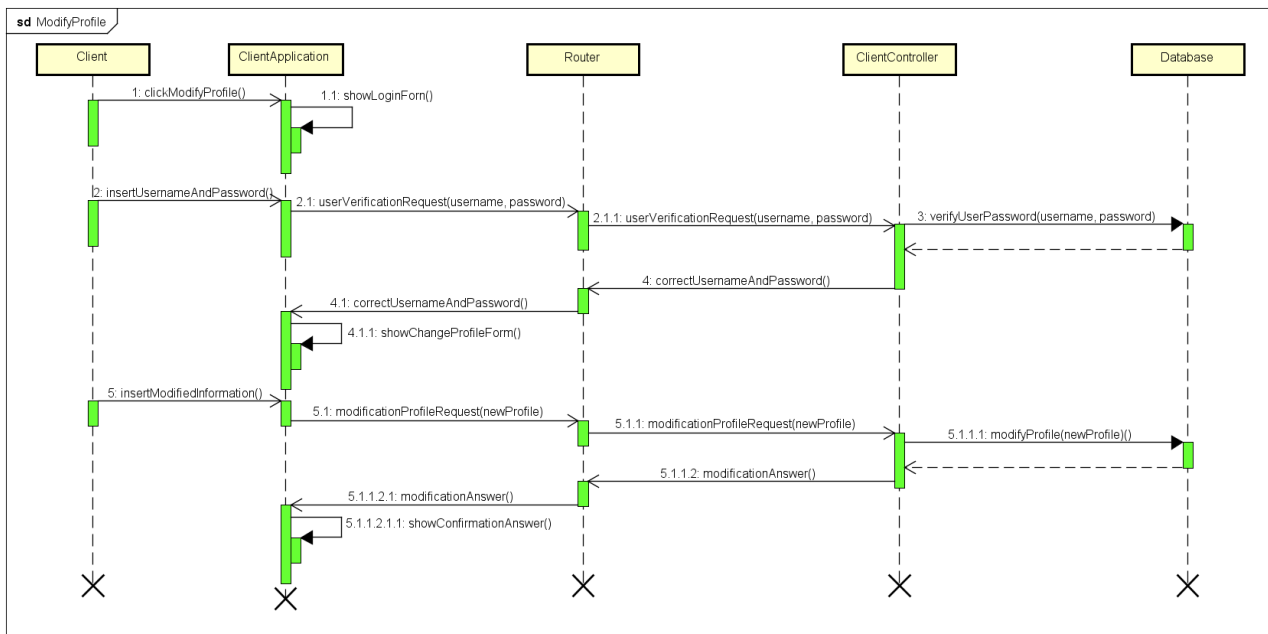 sd ModifyProfile
Client
ClientApplication
Router
ClientController
Database
1: clickModifyProfile()
1.1: showLoginForn()
2: insertUsernameAndPassword()
2.1: userVerificationRequest(username, password)
2.1.1: userVerificationRequest(username, password)
3: verifyUserPassword(username, password)
4: correctUsernameAndPassword()
4.1: correctUsernameAndPassword()
4.1.1: showChangeProfileForm()
5: insertModifiedInformation()
5.1: modificationProfileRequest(newProfile)
5.1.1: modificationProfileRequest(newProfile)
5.1.1.1: modifyProfile(newProfile)()
5.1.1.2: modificationAnswer()
5.1.1.2.1: modificationAnswer()
5.1.1.2.1.1: showConfirmationAnswer()